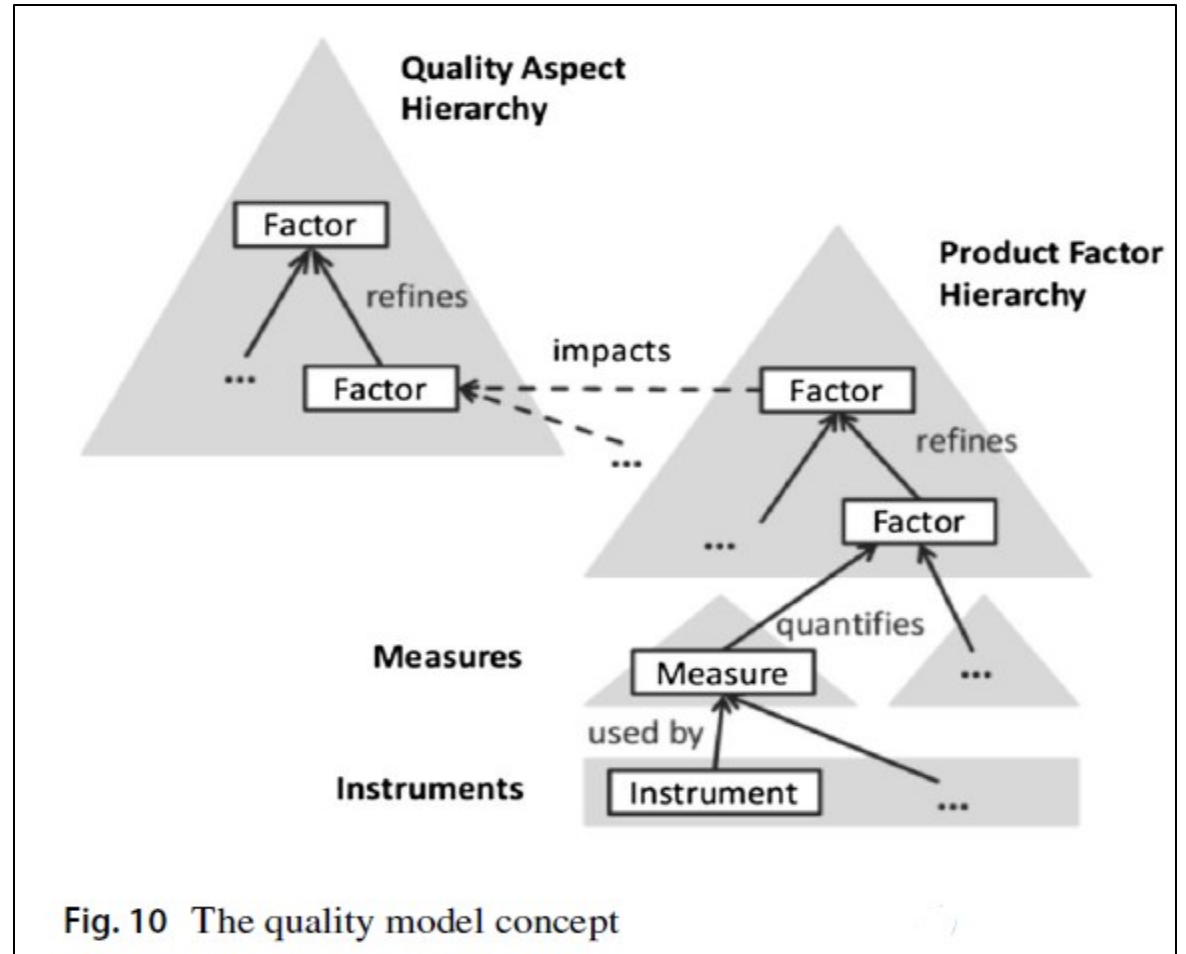 Quality Aspect
Hierarchy
Factor
refines
...
Factor
impacts
...
Product Factor
Hierarchy
Factor
refines
...
Factor
quantifies
Measures
Measure
...
used by
Instruments
Instrument
...
Fig. 10 The quality model concept